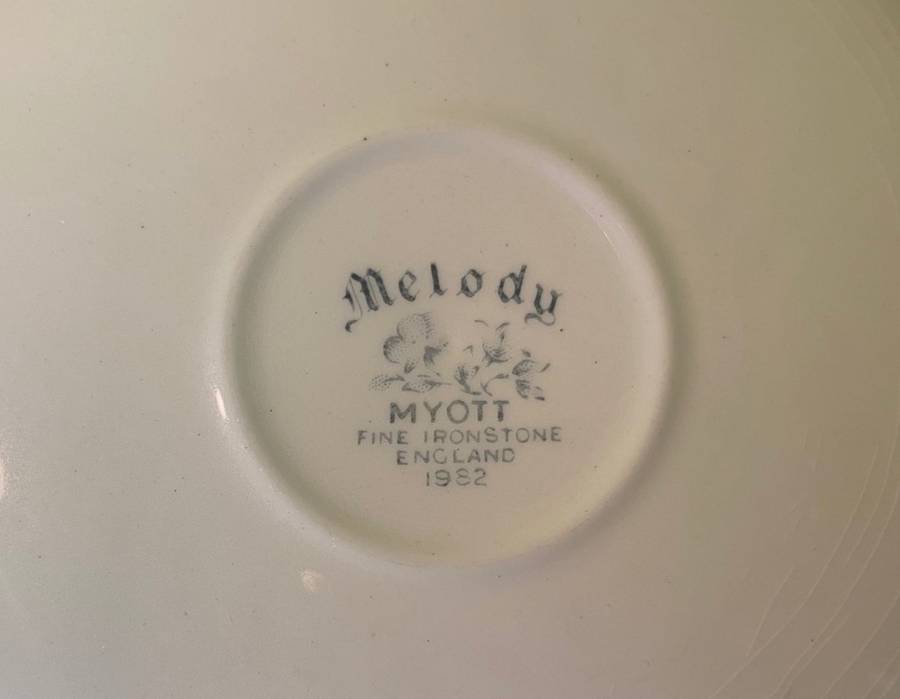 Melody
MYOTT
FINE IRONSTONE
ENGLAND
1982